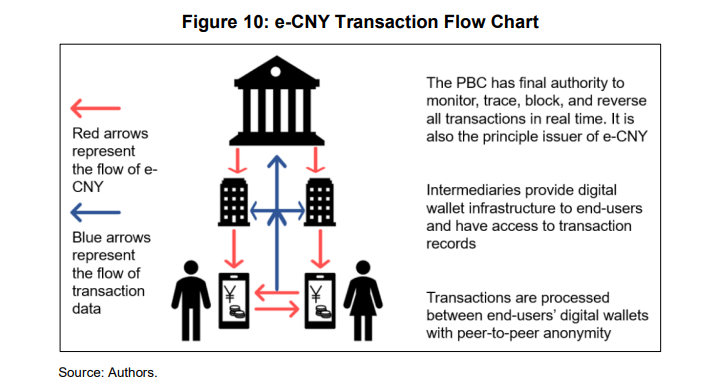 Figure 10: e-CNY Transaction Flow Chart
Red arrows
represent
the flow of e-
CNY
Blue arrows
represent
the flow of
transaction
data
The PBC has final authority to
monitor, trace, block, and reverse
all transactions in real time. It is
also the principle issuer of e-CNY
Intermediaries provide digital
wallet infrastructure to end-users
and have access to transaction
records
¥
¥
Transactions are processed
between end-users’ digital wallets
with peer-to-peer anonymity
Source: Authors.